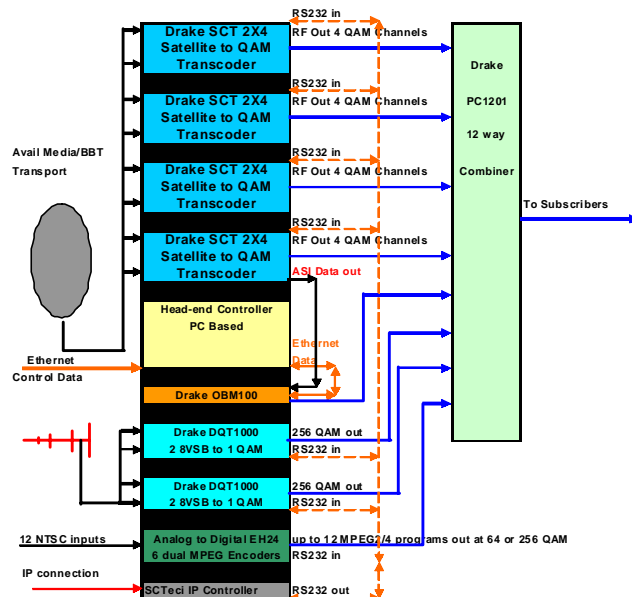 RS232 in
Drake SCT 2X4
Satellite to QAM
Transcoder
RF Out 4 QAM Channels
RS232 in
Drake SCT 2X4
Satellite to QAM
Transcoder
RF Out 4 QAM Channels
Avail Media/BBT
Transport
RS232 in
Drake SCT 2X4
Satellite to QAM
Transcoder
RF Out 4 QAM Channels
RS232 in
Drake SCT 2X4
Satellite to QAM
Transcoder
RF Out 4 QAM Channels
ASI Data out
Drake
PC1201
12 way
Combiner
To Subscribers
Head-end Controller
PC Based
Ethernet
Data
Ethernet
Control Data
Drake OBM100
Drake DQT1000
2 8VSB to 1 QAM
256 QAM out
RS232 in
Drake DQT1000
2 8VSB to 1 QAM
256 QAM out
RS232 in
12 NTSC inputs
Analog to Digital EH24
6 dual MPEG Encoders
up to 12 MPEG2/4 programs out at 64 or 256 QAM
RS232 in
IP connection
SCTeci IP Controller
RS232 out